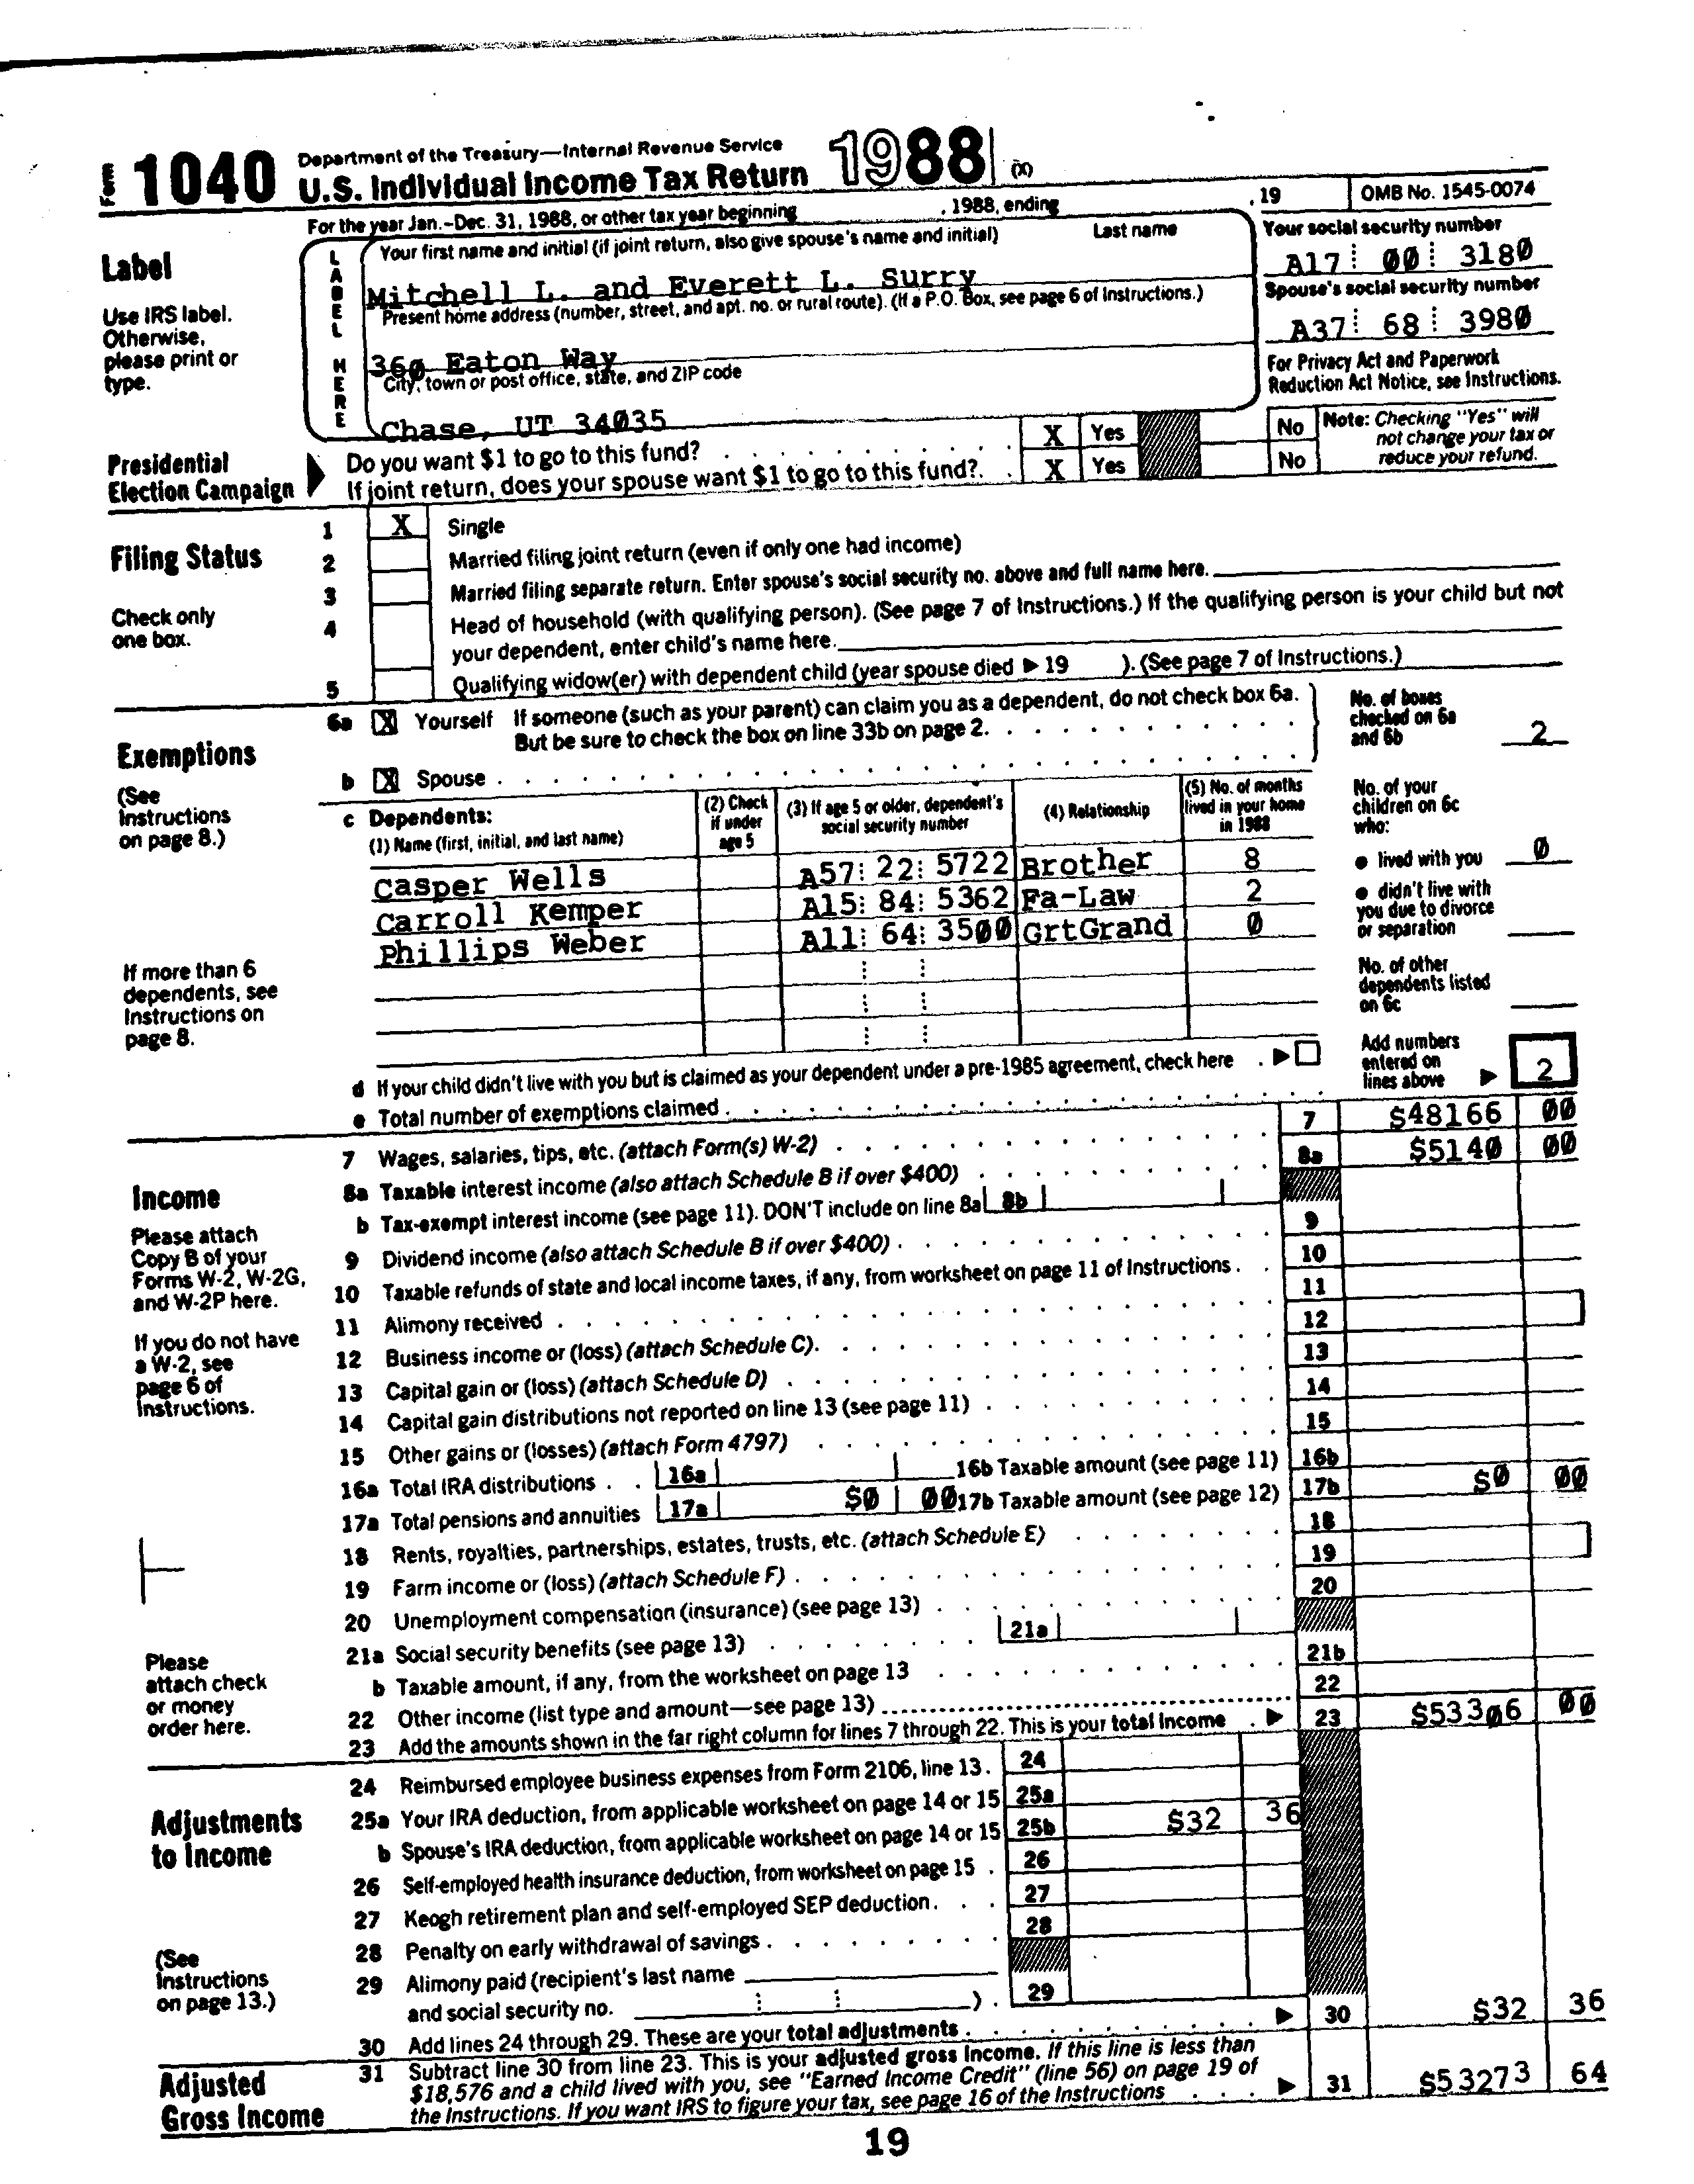 Form 1040 Department of the Treasury—Internal Revenue Service
U.S. Individual Income Tax Return 1988 (X)
For the year Jan.–Dec. 31, 1988, or other tax year beginning , 1988, ending , 19 OMB No. 1545-0074
Label
Use IRS label.
Otherwise,
please print or
type.
LABEL HERE
Your first name and initial (if joint return, also give spouse's name and initial) Last name
Mitchell L. and Everett L. Surry
Present home address (number, street, and apt. no. or rural route). (If a P.O. Box, see page 6 of Instructions.)
360 Eaton Way
City, town or post office, state, and ZIP code
Chase, UT 34035
Your social security number
A17 00 3180
Spouse's social security number
A37 68 3980
For Privacy Act and Paperwork
Reduction Act Notice, see Instructions.
Presidential
Election Campaign
Do you want $1 to go to this fund? . . . . . . . . . X Yes No
If joint return, does your spouse want $1 to go to this fund? . . X Yes No
Note: Checking "Yes" will
not change your tax or
reduce your refund.
Filing Status
Check only
one box.
1 X Single
2 Married filing joint return (even if only one had income)
3 Married filing separate return. Enter spouse's social security no. above and full name here.
4 Head of household (with qualifying person). (See page 7 of Instructions.) If the qualifying person is your child but not
your dependent, enter child's name here.
5 Qualifying widow(er) with dependent child (year spouse died ▶ 19 ). (See page 7 of Instructions.)
Exemptions
(See
Instructions
on page 8.)
6a X Yourself If someone (such as your parent) can claim you as a dependent, do not check box 6a.
But be sure to check the box on line 33b on page 2. . . . . . . . . .
b X Spouse . . . . . . . . . . . . . . . . . . . .
No. of boxes
checked on 6a
and 6b 2
c Dependents:
(1) Name (first, initial, and last name)
(2) Check
if under
age 5
(3) If age 5 or older, dependent's
social security number
(4) Relationship
(5) No. of months
lived in your home
in 1988
Casper Wells A57 22 5722 Brother 8
Carroll Kemper A15 84 5362 Fa-Law 2
Phillips Weber A11 64 3500 GrtGrand 0
No. of your
children on 6c
who:
● lived with you 0
● didn't live with
you due to divorce
or separation
No. of other
dependents listed
on 6c
If more than 6
dependents, see
Instructions on
page 8.
d If your child didn't live with you but is claimed as your dependent under a pre-1985 agreement, check here . ▶
e Total number of exemptions claimed . . . . . . . . . . . . . . . .
Add numbers
entered on
lines above ▶ 2
Income
Please attach
Copy B of your
Forms W-2, W-2G,
and W-2P here.
If you do not have
a W-2, see
page 6 of
Instructions.
Please
attach check
or money
order here.
7 Wages, salaries, tips, etc. (attach Form(s) W-2) . . . . . . . . . . . 7 $48166 00
8a Taxable interest income (also attach Schedule B if over $400) . . . . . . . 8a $5140 00
b Tax-exempt interest income (see page 11). DON'T include on line 8a 8b
9 Dividend income (also attach Schedule B if over $400) . . . . . . . . . . 9
10 Taxable refunds of state and local income taxes, if any, from worksheet on page 11 of Instructions . . 10
11 Alimony received . . . . . . . . . . . . . . . . . . 11
12 Business income or (loss) (attach Schedule C). . . . . . . . . . . . 12
13 Capital gain or (loss) (attach Schedule D) . . . . . . . . . . . . . 13
14 Capital gain distributions not reported on line 13 (see page 11) . . . . . . . 14
15 Other gains or (losses) (attach Form 4797) . . . . . . . . . . . . 15
16a Total IRA distributions . . 16a 16b Taxable amount (see page 11) 16b
17a Total pensions and annuities 17a $0 00 17b Taxable amount (see page 12) 17b $0 00
18 Rents, royalties, partnerships, estates, trusts, etc. (attach Schedule E) . . . . . . 18
19 Farm income or (loss) (attach Schedule F) . . . . . . . . . . . . . 19
20 Unemployment compensation (insurance) (see page 13) . . . . . . . . . 20
21a Social security benefits (see page 13) . . . . . . . 21a
b Taxable amount, if any, from the worksheet on page 13 . . . . . . . . . 21b
22 Other income (list type and amount—see page 13) 22
23 Add the amounts shown in the far right column for lines 7 through 22. This is your total income . ▶ 23 $53306 00
Adjustments
to Income
(See
Instructions
on page 13.)
24 Reimbursed employee business expenses from Form 2106, line 13 . 24
25a Your IRA deduction, from applicable worksheet on page 14 or 15 25a
b Spouse's IRA deduction, from applicable worksheet on page 14 or 15 25b $32 36
26 Self-employed health insurance deduction, from worksheet on page 15 . 26
27 Keogh retirement plan and self-employed SEP deduction . . . 27
28 Penalty on early withdrawal of savings . . . . . . . . 28
29 Alimony paid (recipient's last name
and social security no. ) . 29
30 Add lines 24 through 29. These are your total adjustments . . . . . . . . . ▶ 30 $32 36
Adjusted
Gross Income
31 Subtract line 30 from line 23. This is your adjusted gross income. If this line is less than
$18,576 and a child lived with you, see "Earned Income Credit" (line 56) on page 19 of
the Instructions. If you want IRS to figure your tax, see page 16 of the Instructions . . . ▶ 31 $53273 64
19